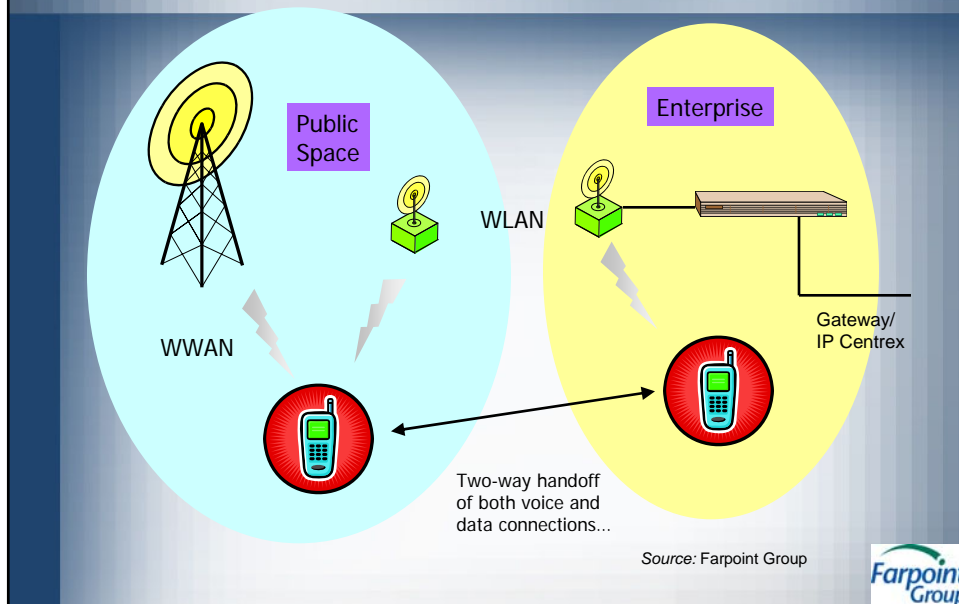 Public
Space
Enterprise
WLAN
WWAN
Gateway/
IP Centrex
Two-way handoff
of both voice and
data connections...
Source: Farpoint Group
Farpoint
Group